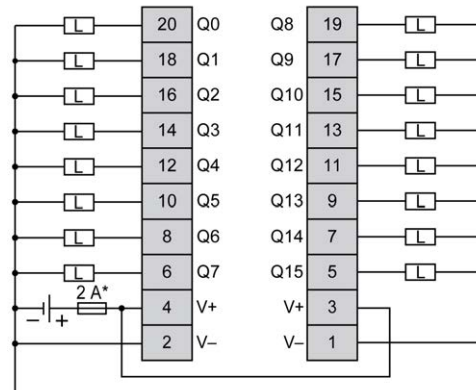 L 20 Q0 Q8 19 L
L 18 Q1 Q9 17 L
L 16 Q2 Q10 15 L
L 14 Q3 Q11 13 L
L 12 Q4 Q12 11 L
L 10 Q5 Q13 9 L
L 8 Q6 Q14 7 L
L 6 Q7 Q15 5 L
2 A*
– + 4 V+ V+ 3
2 V– V– 1